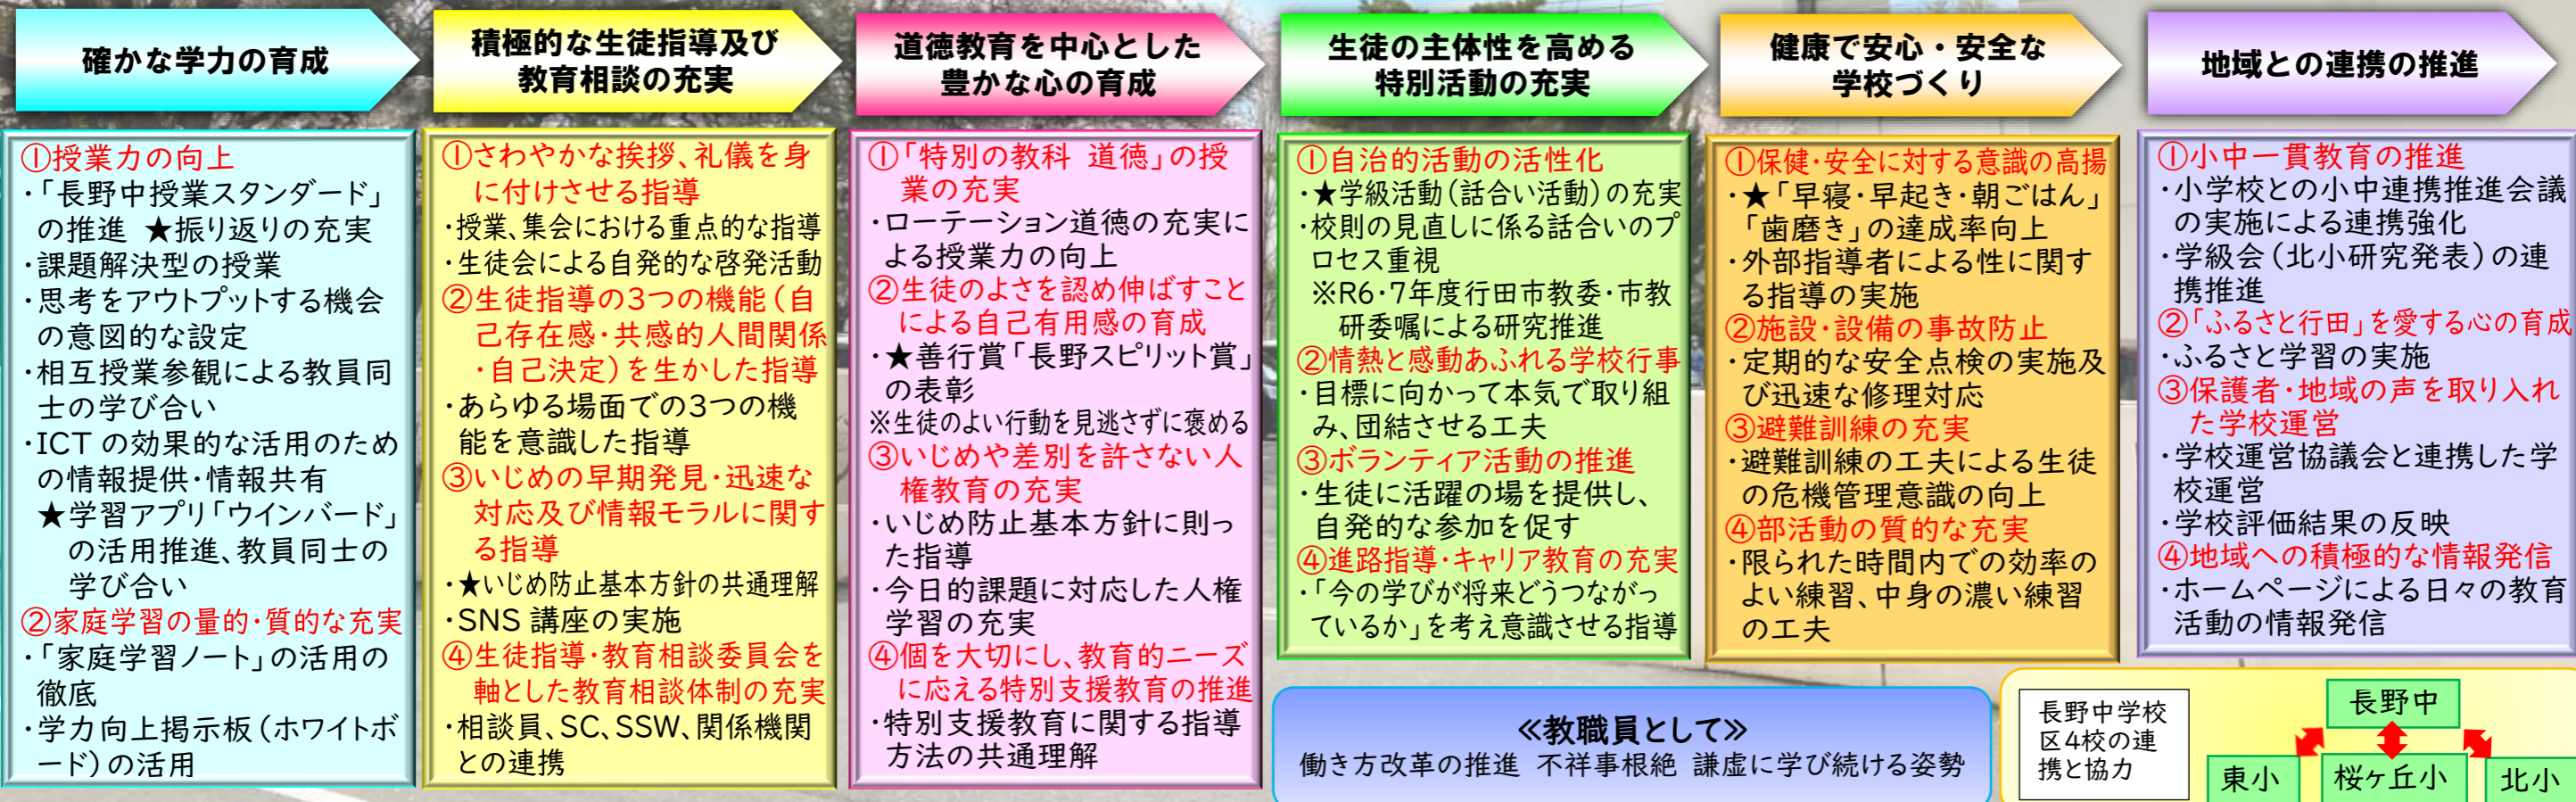 確かな学力の育成
①授業力の向上
・「長野中授業スタンダード」
の推進 ★振り返りの充実
・課題解決型の授業
・思考をアウトプットする機会
の意図的な設定
・相互授業参観による教員同
士の学び合い
・ICT の効果的な活用のため
の情報提供・情報共有
★学習アプリ「ウインバード」
の活用推進、教員同士の
学び合い
②家庭学習の量的・質的な充実
・「家庭学習ノート」の活用の
徹底
・学力向上掲示板(ホワイトボ
ード)の活用
積極的な生徒指導及び
教育相談の充実
①さわやかな挨拶、礼儀を身
に付けさせる指導
・授業、集会における重点的な指導
・生徒会による自発的な啓発活動
②生徒指導の3つの機能(自
己存在感・共感的人間関係
・自己決定)を生かした指導
・あらゆる場面での3つの機
能を意識した指導
③いじめの早期発見・迅速な
対応及び情報モラルに関す
る指導
・★いじめ防止基本方針の共通理解
・SNS 講座の実施
④生徒指導・教育相談委員会を
軸とした教育相談体制の充実
・相談員、SC、SSW、関係機関
との連携
道徳教育を中心とした
豊かな心の育成
①「特別の教科 道徳」の授
業の充実
・ローテーション道徳の充実に
よる授業力の向上
②生徒のよさを認め伸ばすこと
による自己有用感の育成
・★善行賞「長野スピリット賞」
の表彰
※生徒のよい行動を見逃さずに褒める
③いじめや差別を許さない人
権教育の充実
・いじめ防止基本方針に則っ
た指導
・今日的課題に対応した人権
学習の充実
④個を大切にし、教育的ニーズ
に応える特別支援教育の推進
・特別支援教育に関する指導
方法の共通理解
生徒の主体性を高める
特別活動の充実
①自治的活動の活性化
・★学級活動(話合い活動)の充実
・校則の見直しに係る話合いのプ
ロセス重視
※R6・7年度行田市教委・市教
研委嘱による研究推進
②情熱と感動あふれる学校行事
・目標に向かって本気で取り組
み、団結させる工夫
③ボランティア活動の推進
・生徒に活躍の場を提供し、
自発的な参加を促す
④進路指導・キャリア教育の充実
・「今の学びが将来どうつながっ
ているか」を考え意識させる指導
健康で安心・安全な
学校づくり
①保健・安全に対する意識の高揚
・★「早寝・早起き・朝ごはん」
「歯磨き」の達成率向上
・外部指導者による性に関す
る指導の実施
②施設・設備の事故防止
・定期的な安全点検の実施及
び迅速な修理対応
③避難訓練の充実
・避難訓練の工夫による生徒
の危機管理意識の向上
④部活動の質的な充実
・限られた時間内での効率の
よい練習、中身の濃い練習
の工夫
地域との連携の推進
①小中一貫教育の推進
・小学校との小中連携推進会議
の実施による連携強化
・学級会(北小研究発表)の連
携推進
②「ふるさと行田」を愛する心の育成
・ふるさと学習の実施
③保護者・地域の声を取り入れ
た学校運営
・学校運営協議会と連携した学
校運営
・学校評価結果の反映
④地域への積極的な情報発信
・ホームページによる日々の教育
活動の情報発信
≪教職員として≫
働き方改革の推進 不祥事根絶 謙虚に学び続ける姿勢
長野中学校
区4校の連
携と協力
長野中
東小
桜ヶ丘小
北小